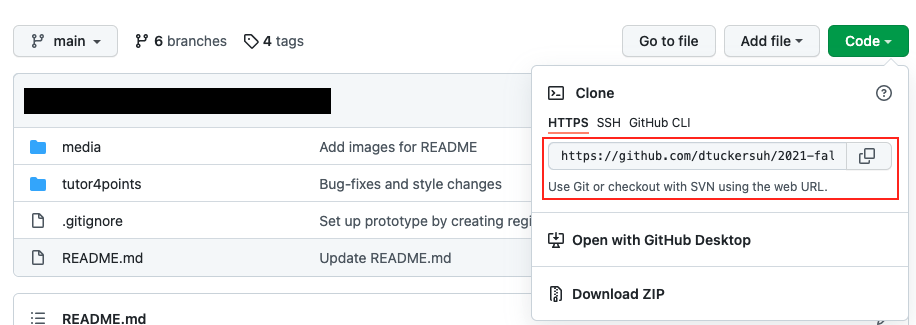 main
6 branches
4 tags
Go to file
Add file
Code
Clone
HTTPS SSH GitHub CLI
https://github.com/dtuckersuh/2021-fal
Use Git or checkout with SVN using the web URL.
Open with GitHub Desktop
Download ZIP
media Add images for README
tutor4points Bug-fixes and style changes
.gitignore Set up prototype by creating regi
README.md Update README.md
README.md